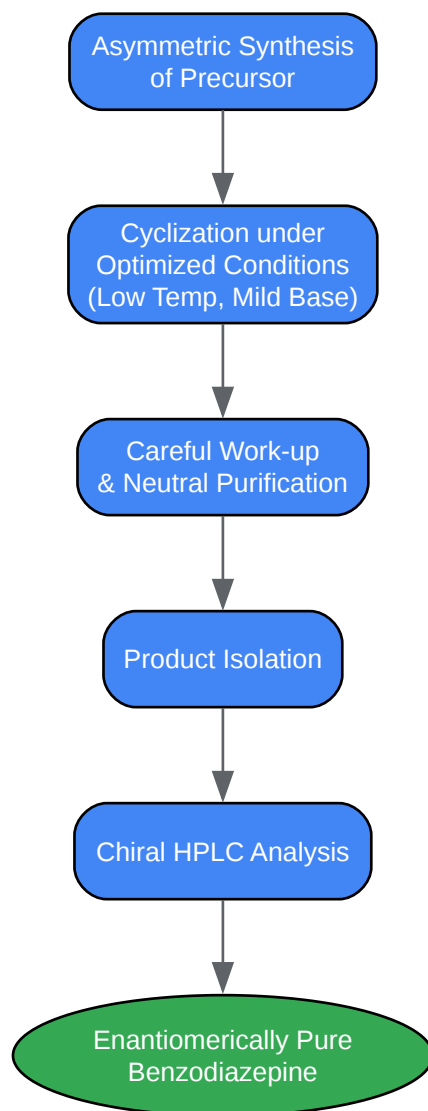 Asymmetric Synthesis
of Precursor
Cyclization under
Optimized Conditions
(Low Temp, Mild Base)
Careful Work-up
& Neutral Purification
Product Isolation
Chiral HPLC Analysis
Enantiomerically Pure
Benzodiazepine